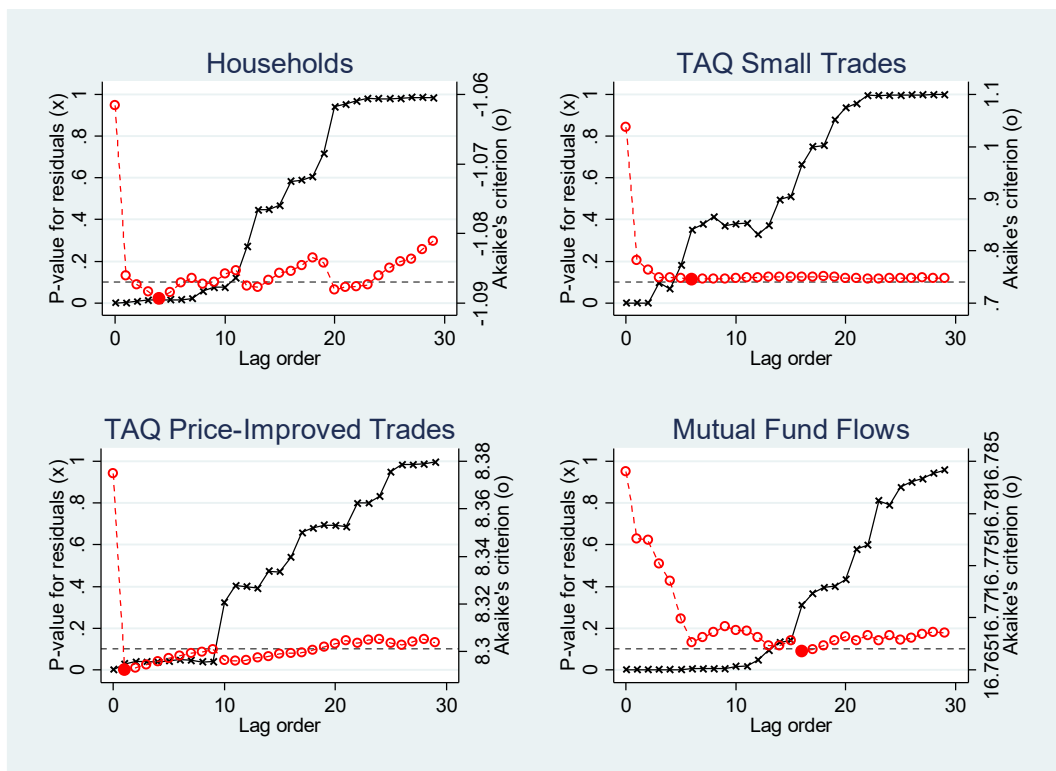 Households
P-value for residuals (x)
0 .2 .4 .6 .8 1
-1.09 -1.08 -1.07 -1.06
Akaike's criterion (o)
0 10 20 30
Lag order
TAQ Small Trades
P-value for residuals (x)
0 .2 .4 .6 .8 1
.7 .8 .9 1 1.1
Akaike's criterion (o)
0 10 20 30
Lag order
TAQ Price-Improved Trades
P-value for residuals (x)
0 .2 .4 .6 .8 1
8.3 8.32 8.34 8.36 8.38
Akaike's criterion (o)
0 10 20 30
Lag order
Mutual Fund Flows
P-value for residuals (x)
0 .2 .4 .6 .8 1
16.765 16.77 16.775 16.78 16.785
Akaike's criterion (o)
0 10 20 30
Lag order